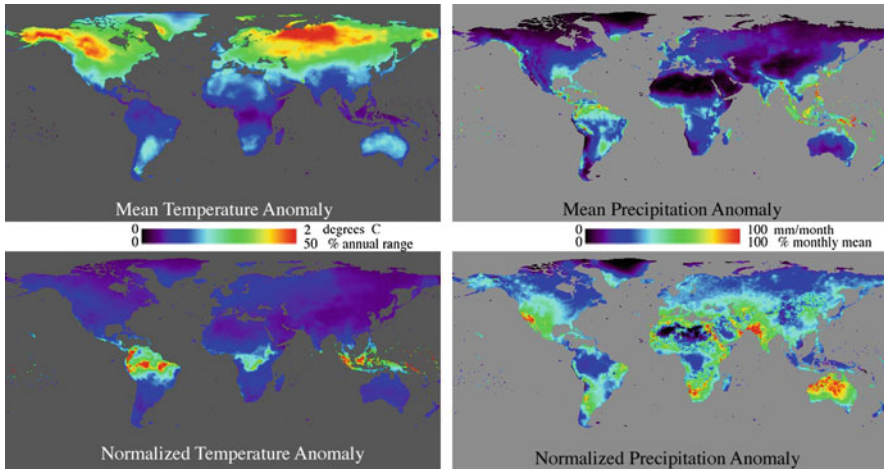 Mean Temperature Anomaly
Mean Precipitation Anomaly
0 2 degrees C
0 50 % annual range
0 100 mm/month
0 100 % monthly mean
Normalized Temperature Anomaly
Normalized Precipitation Anomaly